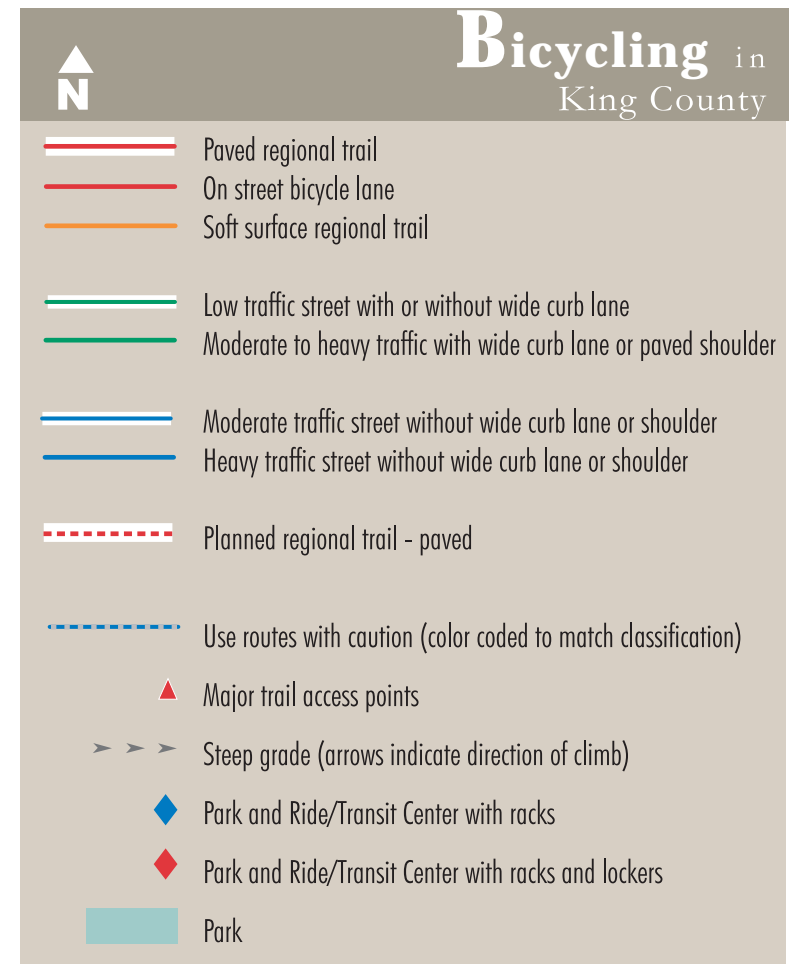 N
Bicycling in
King County
Paved regional trail
On street bicycle lane
Soft surface regional trail
Low traffic street with or without wide curb lane
Moderate to heavy traffic with wide curb lane or paved shoulder
Moderate traffic street without wide curb lane or shoulder
Heavy traffic street without wide curb lane or shoulder
Planned regional trail - paved
Use routes with caution (color coded to match classification)
Major trail access points
Steep grade (arrows indicate direction of climb)
Park and Ride/Transit Center with racks
Park and Ride/Transit Center with racks and lockers
Park